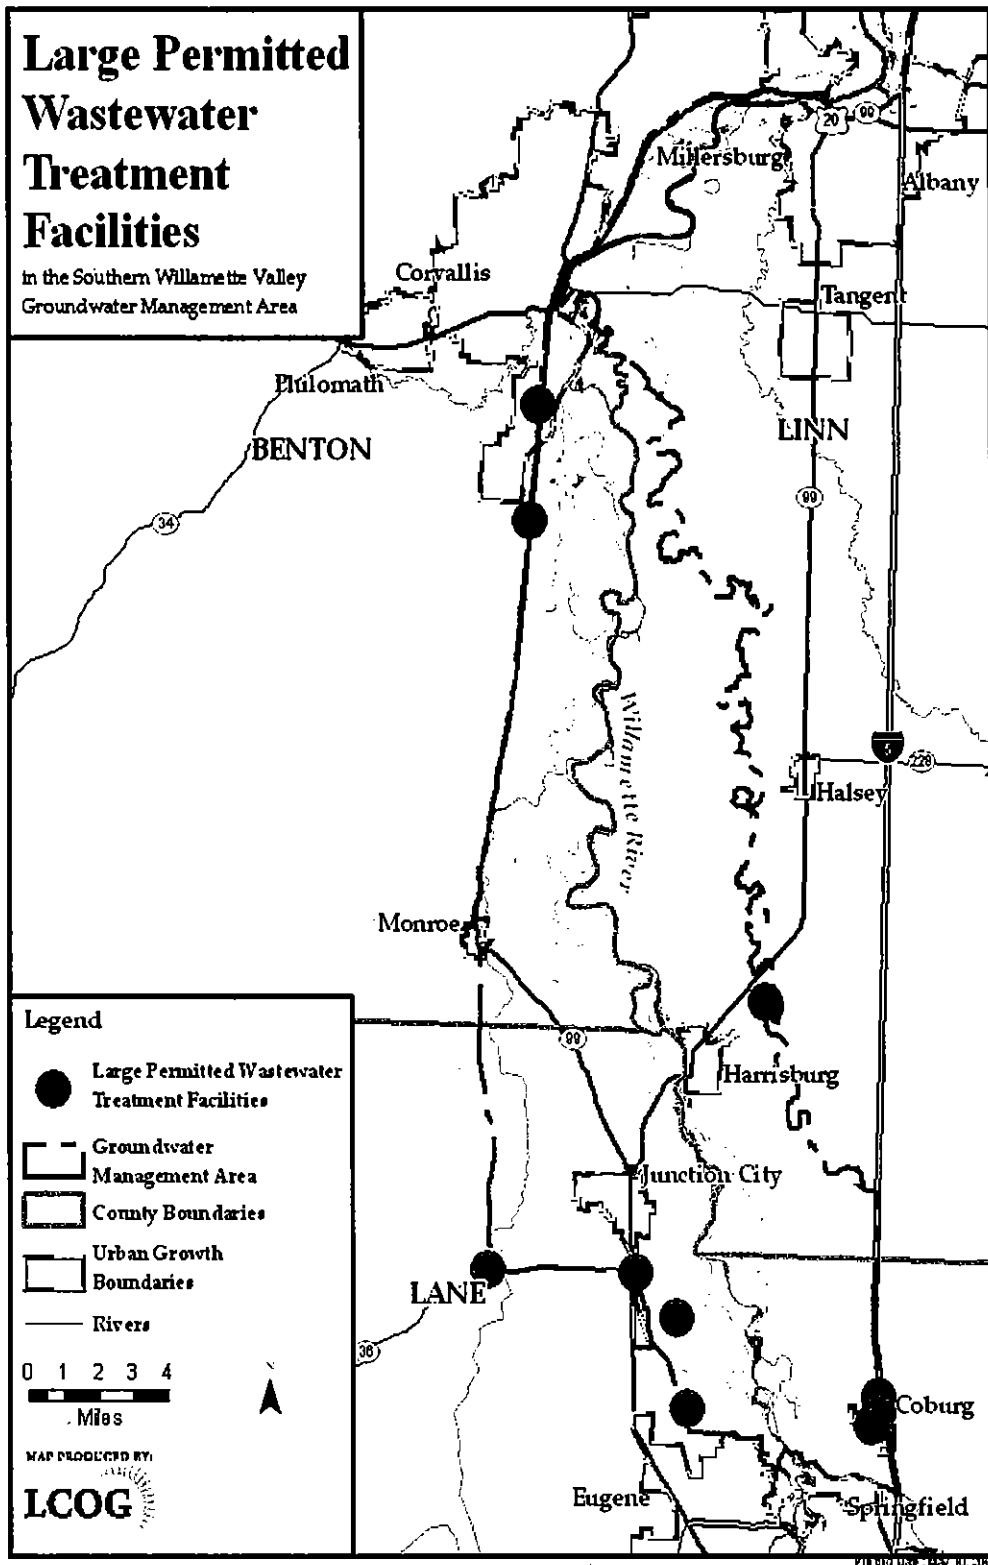 Large Permitted
Wastewater
Treatment
Facilities
in the Southern Willamette Valley
Groundwater Management Area
20
99
Millersburg
Albany
Corvallis
Tangent
Philomath
BENTON
LINN
99
34
Willamette River
5
228
Halsey
Monroe
99
Harrisburg
Junction City
LANE
36
Coburg
Eugene
Springfield
Legend
Large Permitted Wastewater
Treatment Facilities
Groundwater
Management Area
County Boundaries
Urban Growth
Boundaries
Rivers
0 1 2 3 4
Miles
MAP PRODUCED BY:
LCOG